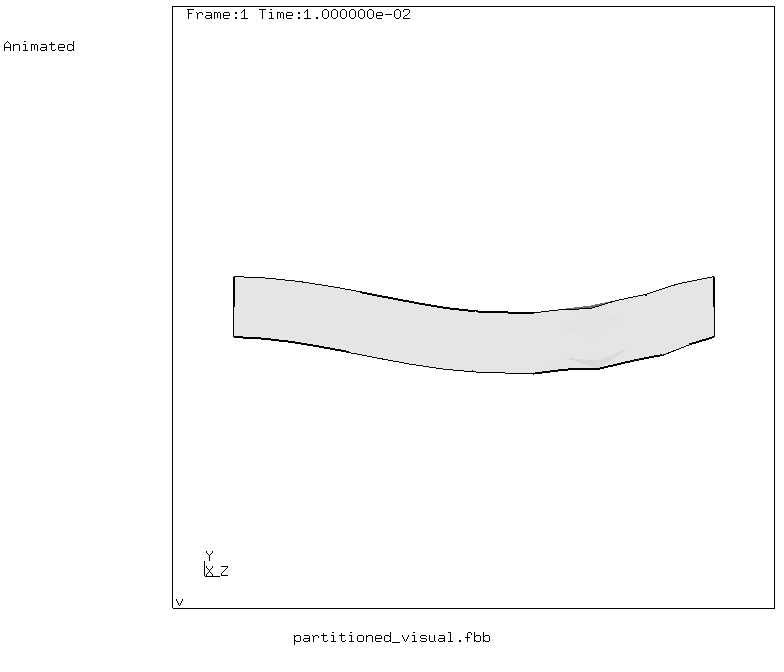 Frame:1 Time:1.000000e-02
Animated
Y
X Z
v
partitioned_visual.fbb